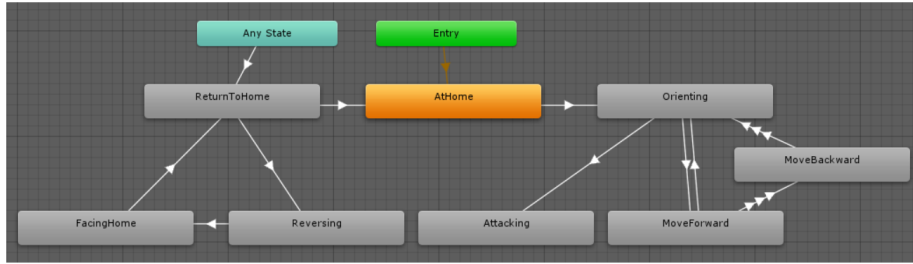 Any State
Entry
ReturnToHome
AtHome
Orienting
MoveBackward
FacingHome
Reversing
Attacking
MoveForward